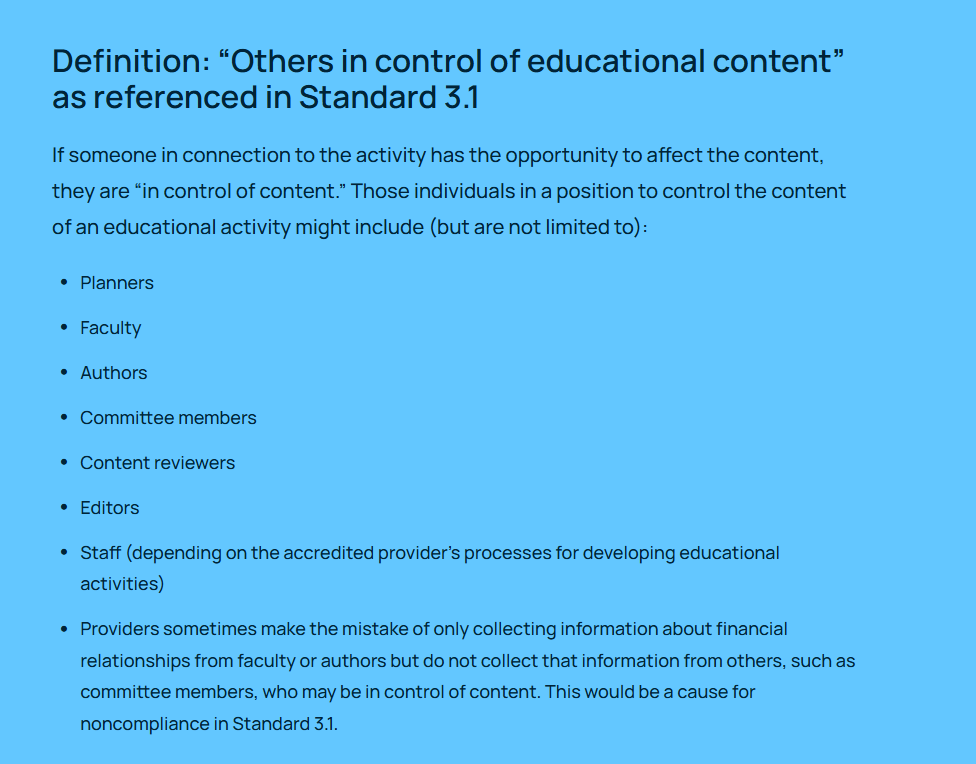 Definition: “Others in control of educational content”
as referenced in Standard 3.1
If someone in connection to the activity has the opportunity to affect the content,
they are “in control of content.” Those individuals in a position to control the content
of an educational activity might include (but are not limited to):
• Planners
• Faculty
• Authors
• Committee members
• Content reviewers
• Editors
• Staff (depending on the accredited provider’s processes for developing educational
activities)
• Providers sometimes make the mistake of only collecting information about financial
relationships from faculty or authors but do not collect that information from others, such as
committee members, who may be in control of content. This would be a cause for
noncompliance in Standard 3.1.